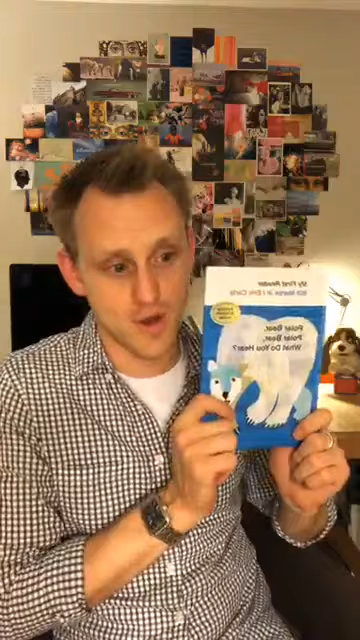 My First Reader
Bill Martin Jr / Eric Carle
Polar Bear,
Polar Bear,
What Do You Hear?